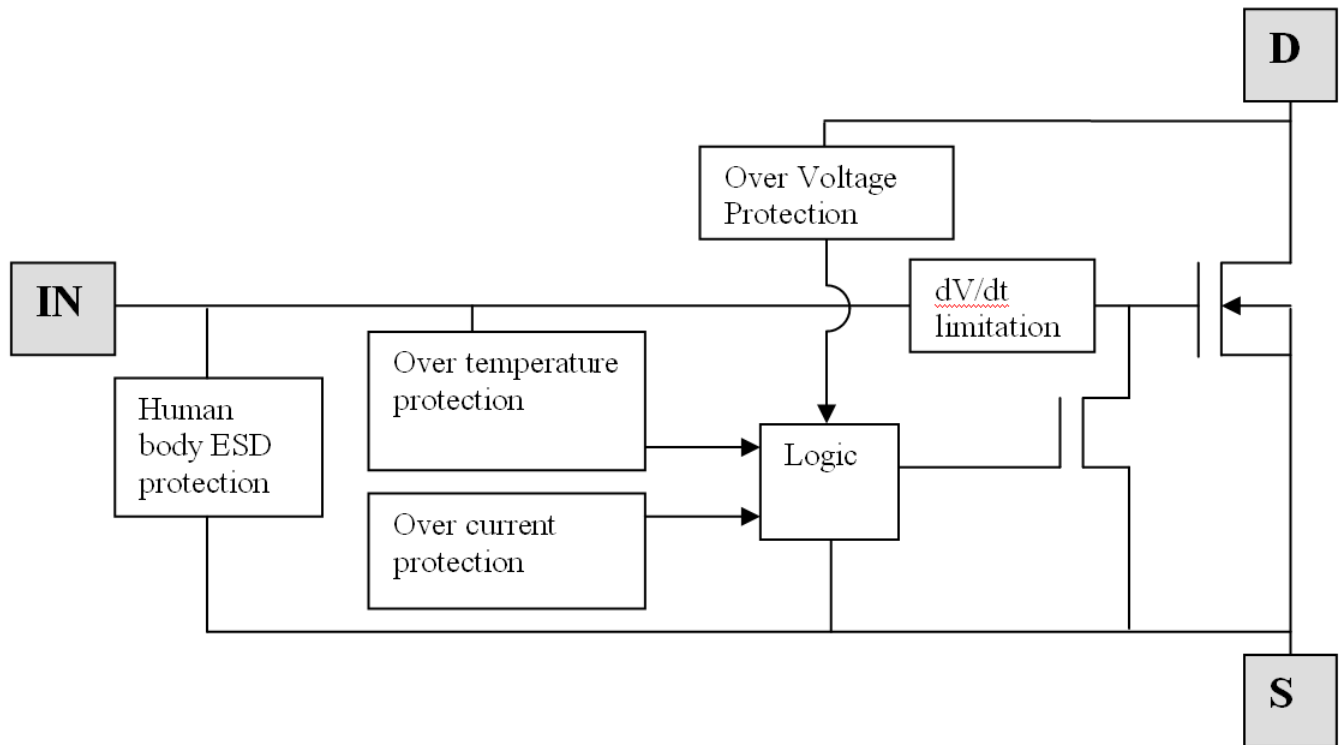 D
Over Voltage
Protection
IN
dV/dt
limitation
Over temperature
protection
Human
body ESD
protection
Logic
Over current
protection
S